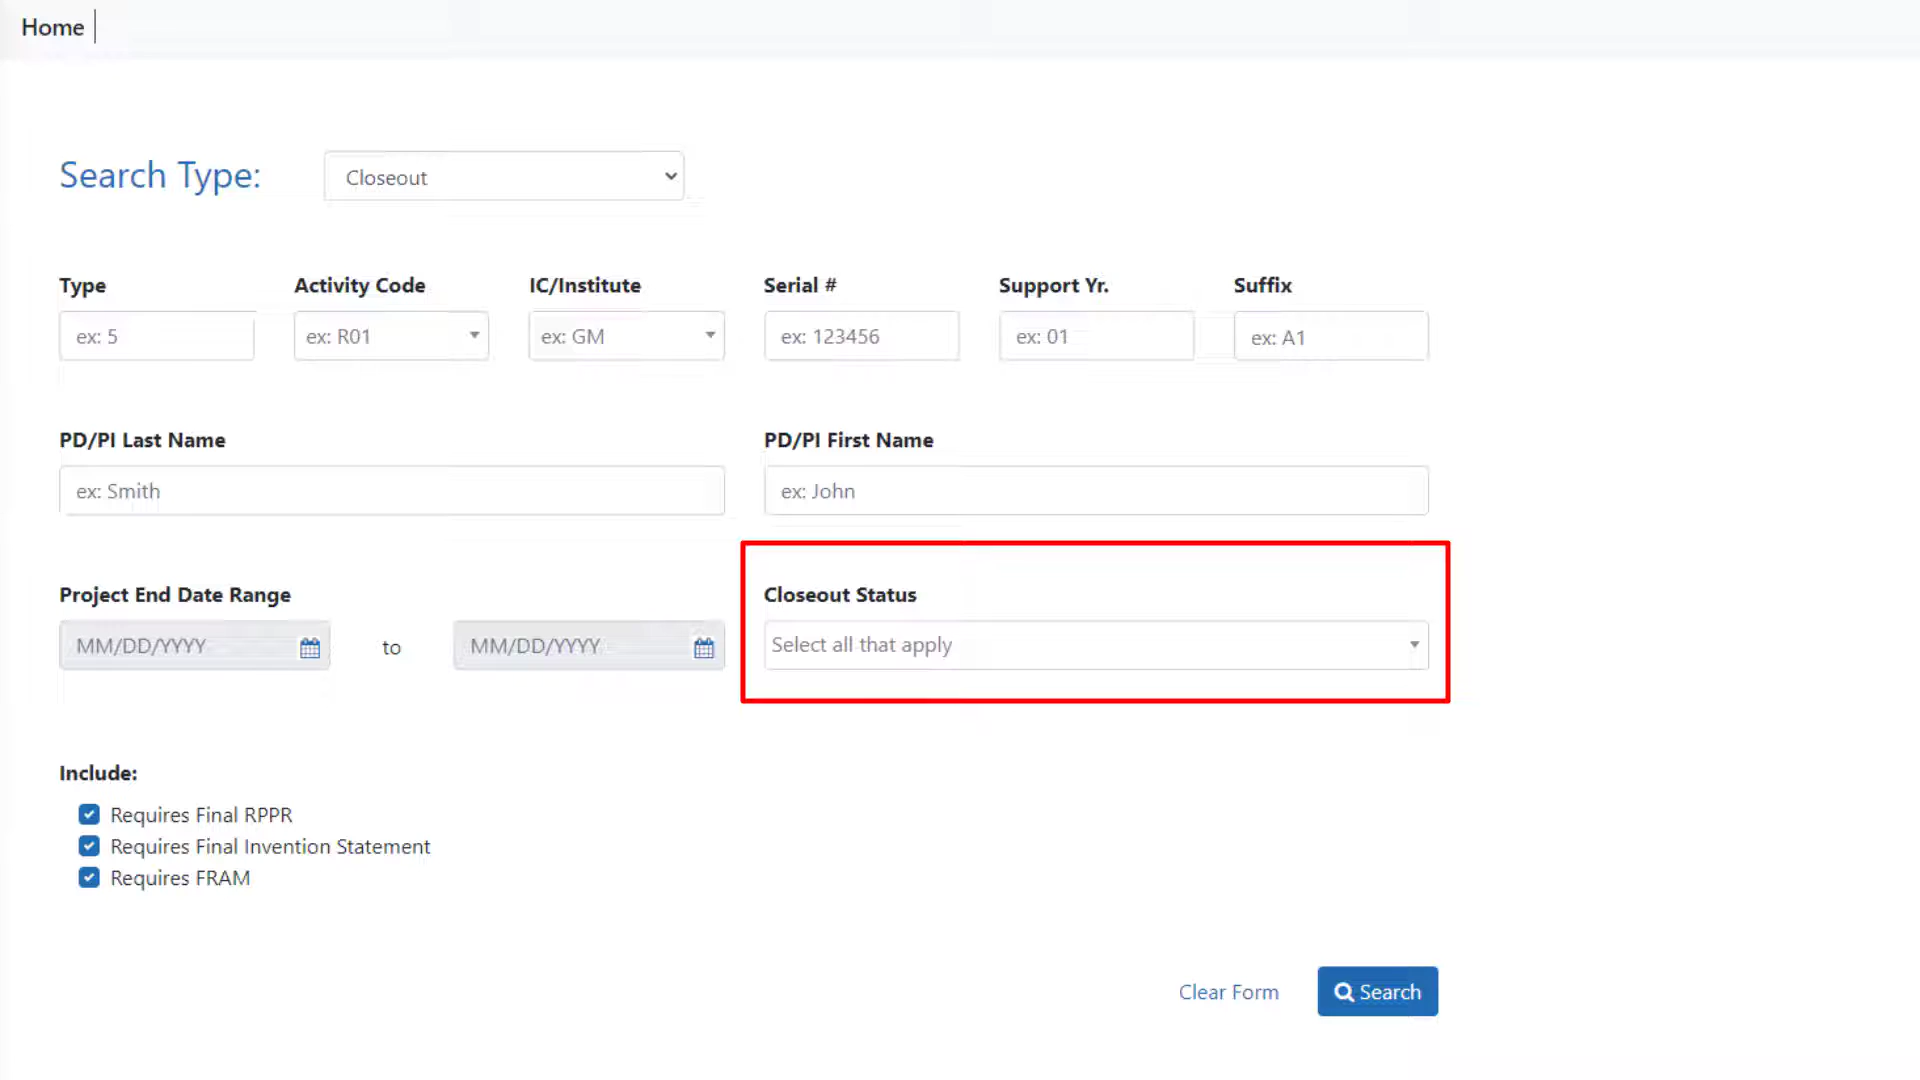 Home
Search Type: Closeout
Type Activity Code IC/Institute Serial # Support Yr. Suffix
ex: 5 ex: R01 ex: GM ex: 123456 ex: 01 ex: A1
PD/PI Last Name PD/PI First Name
ex: Smith ex: John
Project End Date Range Closeout Status
MM/DD/YYYY to MM/DD/YYYY Select all that apply
Include:
Requires Final RPPR
Requires Final Invention Statement
Requires FRAM
Clear Form Search